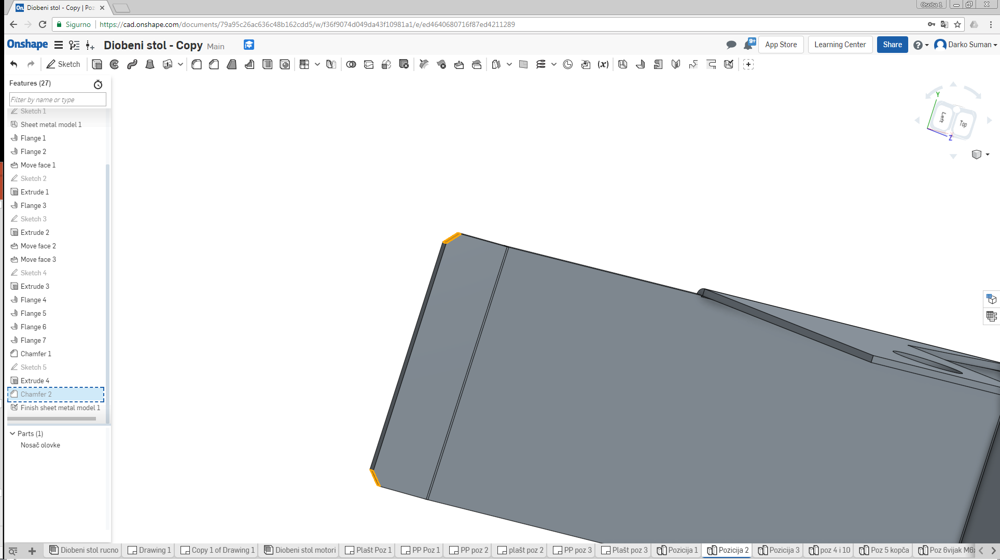 Diobeni stol - Copy | Poz
Osoba 1
Sigurno
https://cad.onshape.com/documents/79a95c26ac636c48b162cdd5/w/f36f9074d049da43f10981a1/e/ed4640680716f87ed4211289
Onshape
Diobeni stol - Copy Main
9+
App Store
Learning Center
Share
Darko Suman
Sketch
(x)
Features (27)
Filter by name or type
Sketch 1
Sheet metal model 1
Flange 1
Flange 2
Move face 1
Sketch 2
Extrude 1
Flange 3
Sketch 3
Extrude 2
Move face 2
Move face 3
Sketch 4
Extrude 3
Flange 4
Flange 5
Flange 6
Flange 7
Chamfer 1
Sketch 5
Extrude 4
Chamfer 2
Finish sheet metal model 1
Parts (1)
Nosač olovke
Y
Left
Top
Z
Diobeni stol rucno
Drawing 1
Copy 1 of Drawing 1
Diobeni stol motori
Plašt Poz 1
PP Poz 1
PP poz 2
plašt poz 2
PP poz 3
Plašt poz 3
Pozicija 1
Pozicija 2
Pozicija 3
poz 4 i 10
Poz 5 kopča
Poz 6vijak M6x